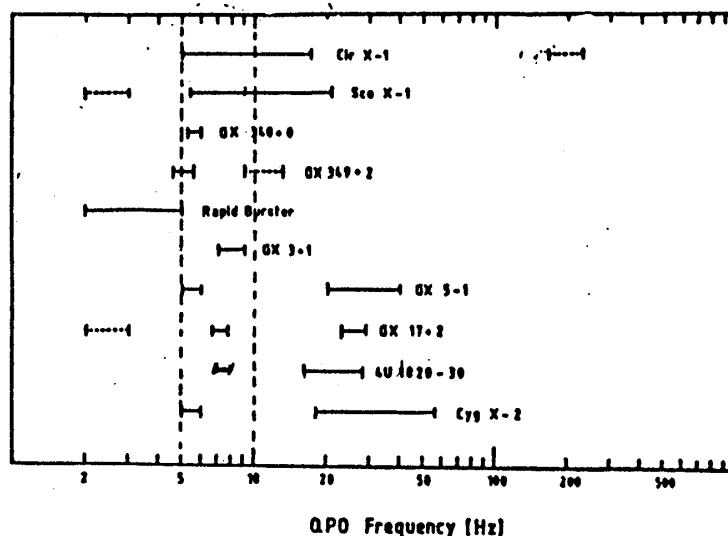 Cir X-1
Sco X-1
GX 340+0
GX 349+2
Rapid Burster
GX 3+1
GX 5-1
GX 17+2
4U 1820-30
Cyg X-2
2 5 10 20 50 100 200 500
QPO Frequency [Hz]